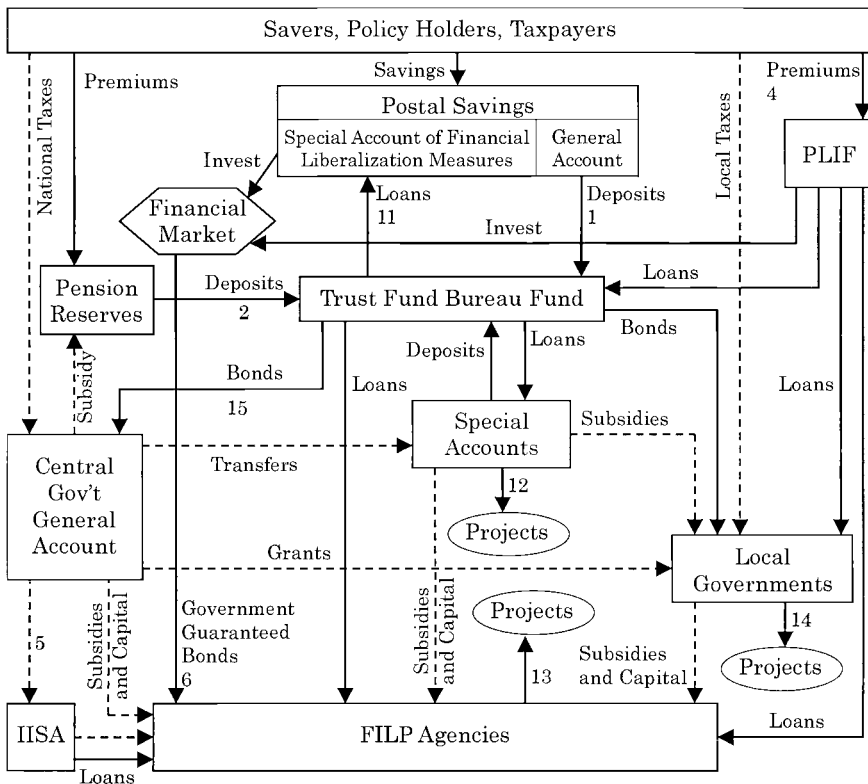 Savers, Policy Holders, Taxpayers
National Taxes
Premiums
Savings
Local Taxes
Premiums
4
Postal Savings
Special Account of Financial
Liberalization Measures
General
Account
PLIF
Invest
Loans
11
Deposits
1
Financial
Market
Invest
Pension
Reserves
Deposits
2
Trust Fund Bureau Fund
Loans
Bonds
Subsidy
Bonds
15
Loans
Deposits
Loans
Loans
Central
Gov't
General
Account
Transfers
Special
Accounts
Subsidies
12
Projects
Grants
Local
Governments
5
Subsidies
and Capital
Government
Guaranteed
Bonds
6
Subsidies
and Capital
Projects
13
Subsidies
and Capital
14
Projects
IISA
Loans
FILP Agencies
Loans